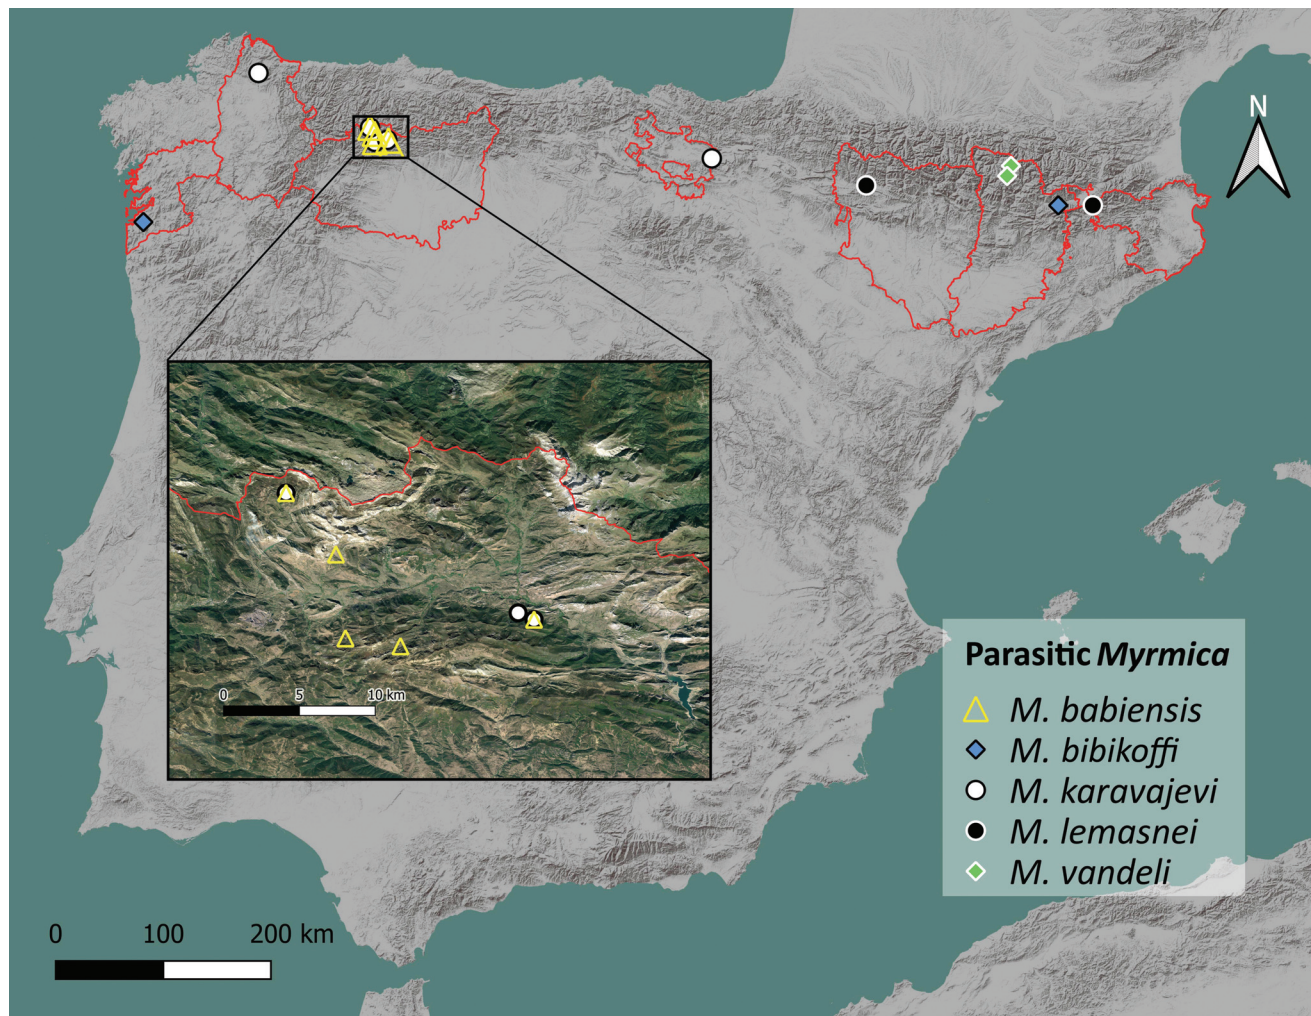 N
0 5 10 km
Parasitic Myrmica
M. babiensis
M. bibikoffi
M. karavajevi
M. lemasnei
M. vandeli
0 100 200 km